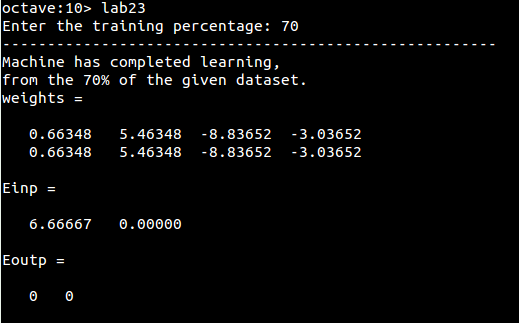 octave:10> lab23
Enter the training percentage: 70
-------------------------------------------------------
Machine has completed learning,
from the 70% of the given dataset.
weights =
0.66348 5.46348 -8.83652 -3.03652
0.66348 5.46348 -8.83652 -3.03652
Einp =
6.66667 0.00000
Eoutp =
0 0